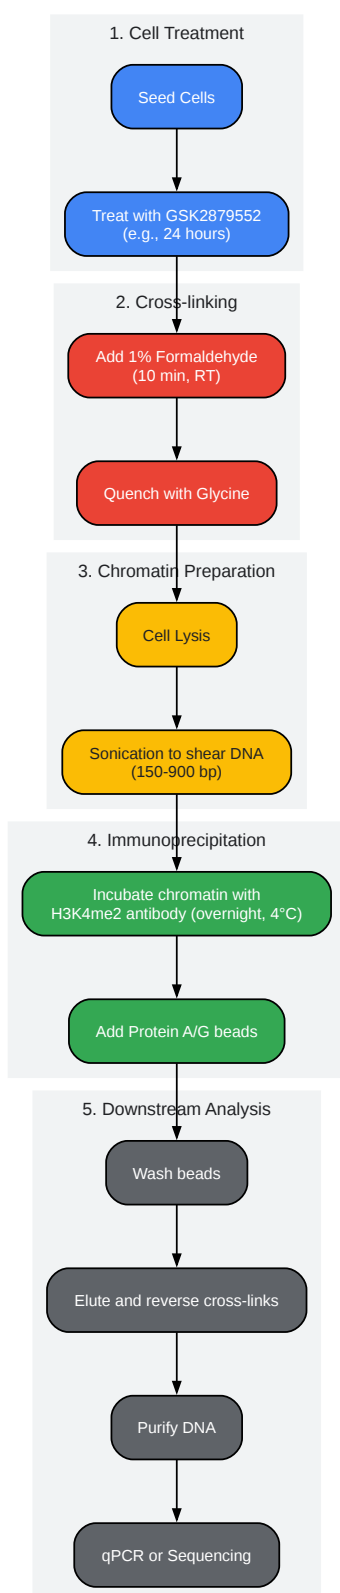 1. Cell Treatment
Seed Cells
Treat with GSK2879552
(e.g., 24 hours)
2. Cross-linking
Add 1% Formaldehyde
(10 min, RT)
Quench with Glycine
3. Chromatin Preparation
Cell Lysis
Sonication to shear DNA
(150-900 bp)
4. Immunoprecipitation
Incubate chromatin with
H3K4me2 antibody (overnight, 4°C)
Add Protein A/G beads
5. Downstream Analysis
Wash beads
Elute and reverse cross-links
Purify DNA
qPCR or Sequencing